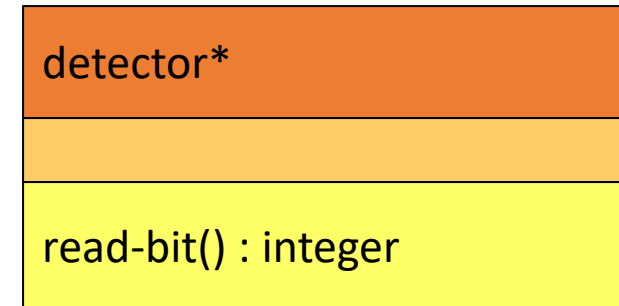 detector*
read-bit() : integer